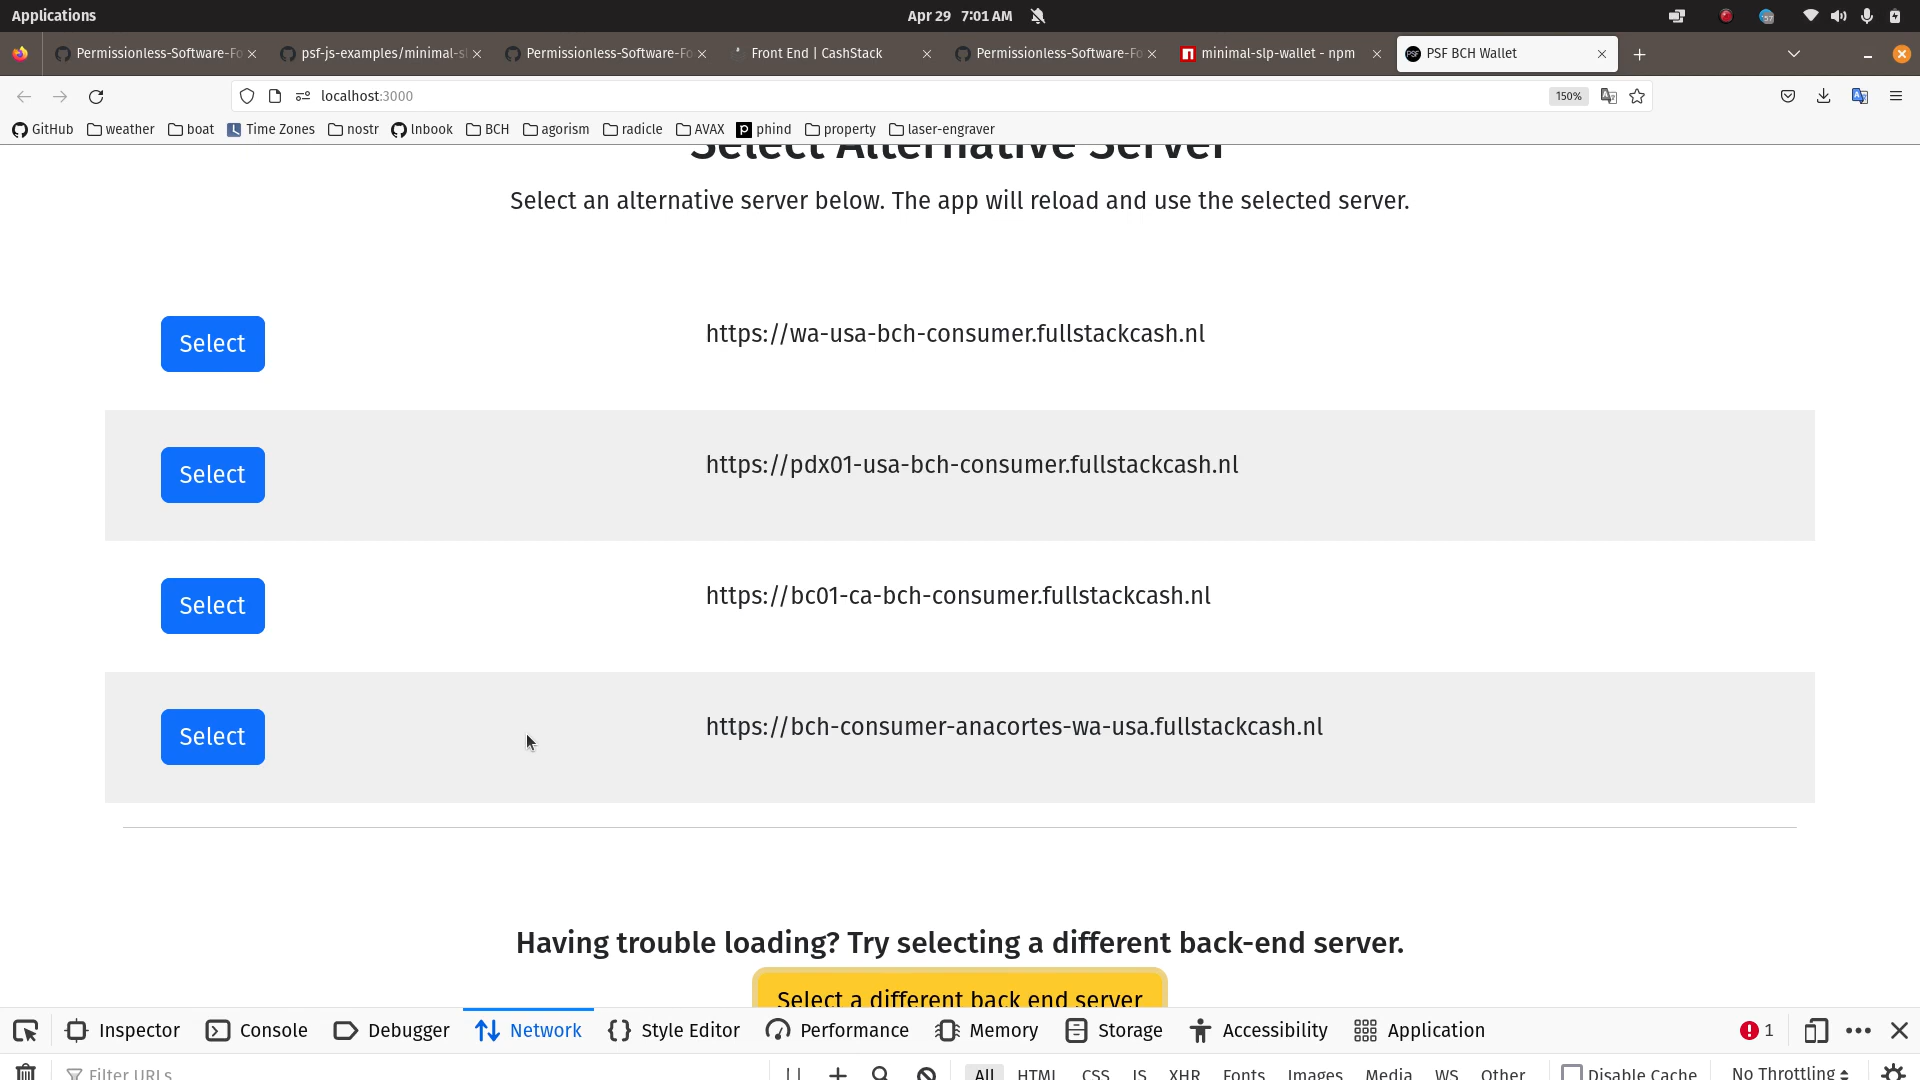 Applications
Apr 29 7:01 AM
57
Permissionless-Software-Fo
psf-js-examples/minimal-sl
Permissionless-Software-Fo
Front End | CashStack
Permissionless-Software-Fo
minimal-slp-wallet - npm
PSF BCH Wallet
localhost:3000
150%
GitHub
weather
boat
Time Zones
nostr
lnbook
BCH
agorism
radicle
AVAX
phind
property
laser-engraver
Select Alternative Server
Select an alternative server below. The app will reload and use the selected server.
Select
https://wa-usa-bch-consumer.fullstackcash.nl
Select
https://pdx01-usa-bch-consumer.fullstackcash.nl
Select
https://bc01-ca-bch-consumer.fullstackcash.nl
Select
https://bch-consumer-anacortes-wa-usa.fullstackcash.nl
Having trouble loading? Try selecting a different back-end server.
Select a different back end server
Inspector
Console
Debugger
Network
Style Editor
Performance
Memory
Storage
Accessibility
Application
1
Filter URLs
All
HTML
CSS
JS
XHR
Fonts
Images
Media
WS
Other
Disable Cache
No Throttling